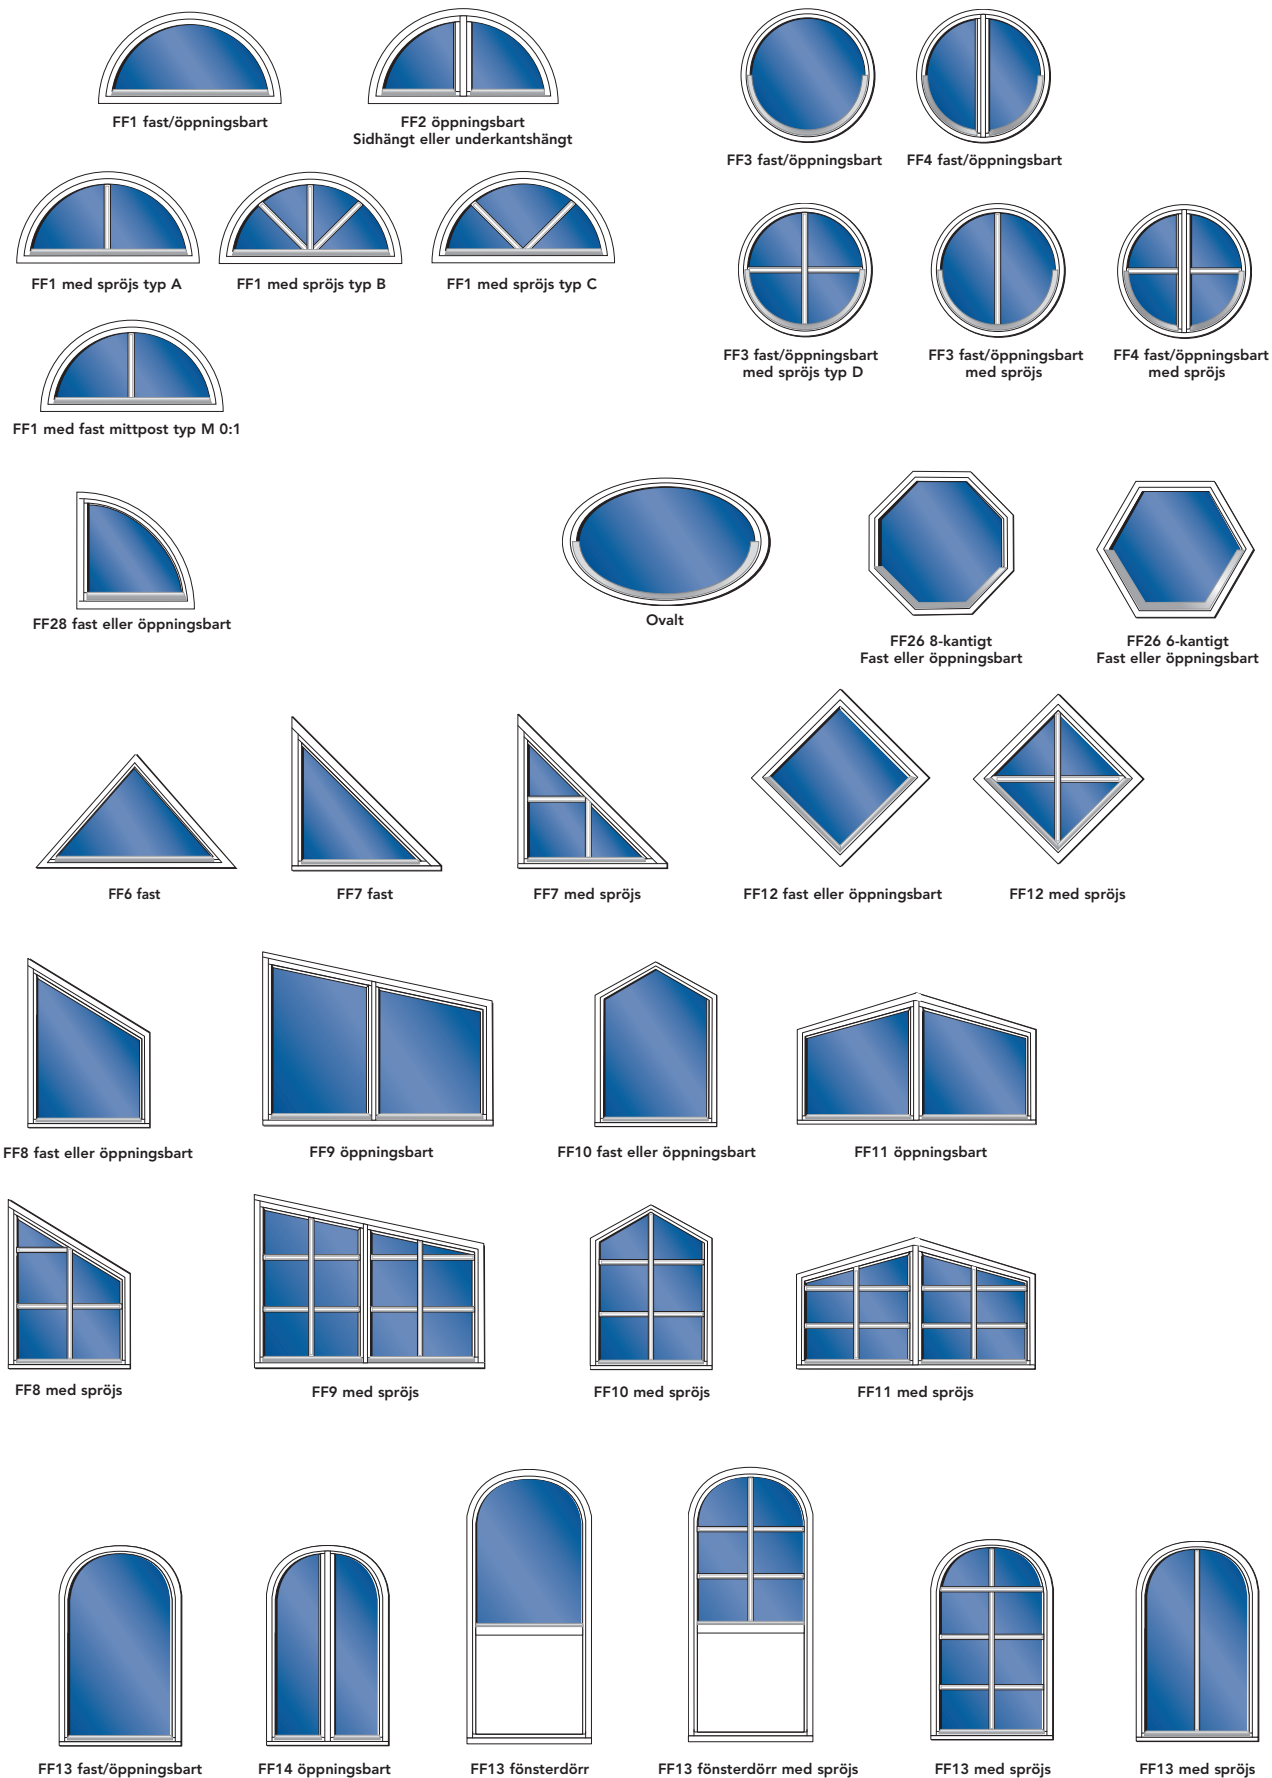 FF1 fast/öppningsbart
FF2 öppningsbart
Sidhängt eller underkantshängt
FF3 fast/öppningsbart
FF4 fast/öppningsbart
FF1 med spröjs typ A
FF1 med spröjs typ B
FF1 med spröjs typ C
FF3 fast/öppningsbart
med spröjs typ D
FF3 fast/öppningsbart
med spröjs
FF4 fast/öppningsbart
med spröjs
FF1 med fast mittpost typ M 0:1
FF28 fast eller öppningsbart
Ovalt
FF26 8-kantigt
Fast eller öppningsbart
FF26 6-kantigt
Fast eller öppningsbart
FF6 fast
FF7 fast
FF7 med spröjs
FF12 fast eller öppningsbart
FF12 med spröjs
FF8 fast eller öppningsbart
FF9 öppningsbart
FF10 fast eller öppningsbart
FF11 öppningsbart
FF8 med spröjs
FF9 med spröjs
FF10 med spröjs
FF11 med spröjs
FF13 fast/öppningsbart
FF14 öppningsbart
FF13 fönsterdörr
FF13 fönsterdörr med spröjs
FF13 med spröjs
FF13 med spröjs